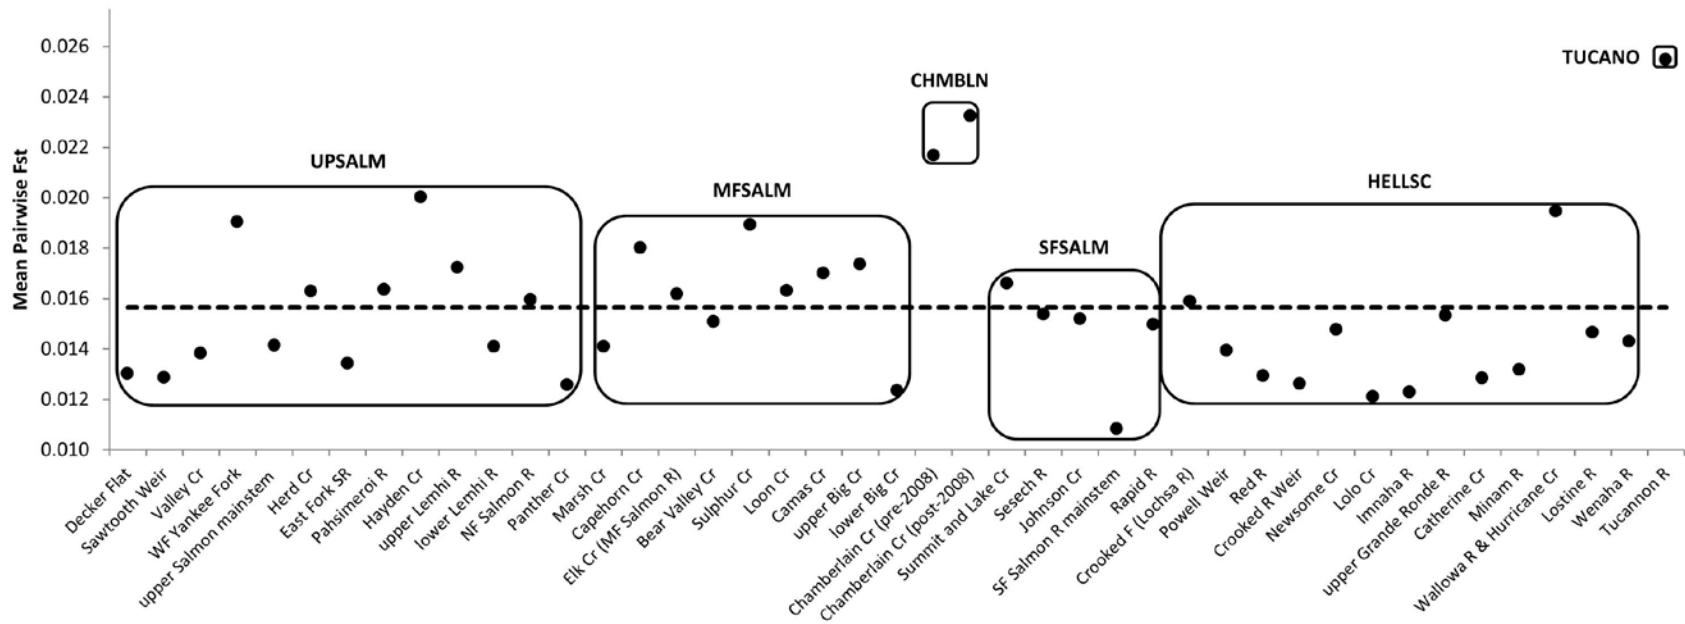 Mean Pairwise Fst
0.026
0.024
0.022
0.020
0.018
0.016
0.014
0.012
0.010
UPSALM
MFSALM
CHMBLN
SFSALM
HELLSC
TUCANO
Decker Flat
Sawtooth Weir
Valley Cr
WF Yankee Fork
upper Salmon mainstem
Herd Cr
East Fork SR
Pahsimeroi R
Hayden Cr
upper Lemhi R
lower Lemhi R
NF Salmon R
Panther Cr
Marsh Cr
Capehorn Cr
Elk Cr (MF Salmon R)
Bear Valley Cr
Sulphur Cr
Loon Cr
Camas Cr
upper Big Cr
lower Big Cr
Chamberlain Cr (pre-2008)
Chamberlain Cr (post-2008)
Summit and Lake Cr
Sesech R
Johnson Cr
SF Salmon R mainstem
Rapid R
Crooked F (Lochsa R)
Powell Weir
Red R
Crooked R Weir
Newsome Cr
Lolo Cr
Imnaha R
upper Grande Ronde R
Catherine Cr
Minam R
Wallowa R & Hurricane Cr
Lostine R
Wenaha R
Tucannon R